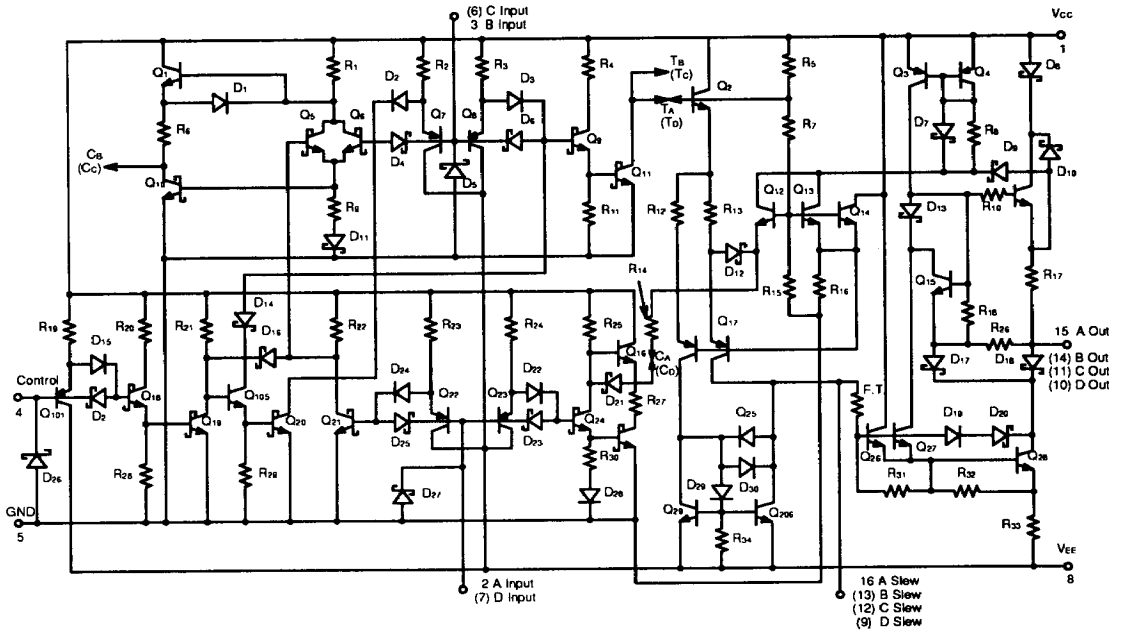 (6) C Input
3 B Input
VCC
1
Q1
D1
R1
D2
R2
R3
D3
R4
TB
(TC)
Q2
R5
Q3
Q4
D8
R6
Q5
Q6
Q7
Q8
D6
Q9
TA
(TD)
R7
D7
R8
D9
D10
CB
(CC)
D4
D5
Q10
Q11
Q12
Q13
Q14
R10
R9
R11
R12
R13
D13
D11
D12
R14
R15
R16
Q15
R17
D14
R18
R19
R20
R21
D16
R22
R23
R24
R25
Q16
Q17
R26
15 A Out
D15
CA
(CD)
D17
D18
(14) B Out
(11) C Out
(10) D Out
Control
4
D24
Q22
Q23
D22
D21
R27
F.T.
Q101
D2
Q18
Q105
Q19
Q20
Q21
D25
D23
Q24
Q25
D19
D20
Q26
Q27
Q28
D26
R28
R29
D27
R30
D28
D29
D30
R31
R32
Q29
Q206
R34
R33
GND
5
VEE
8
2 A Input
(7) D Input
16 A Slew
(13) B Slew
(12) C Slew
(9) D Slew